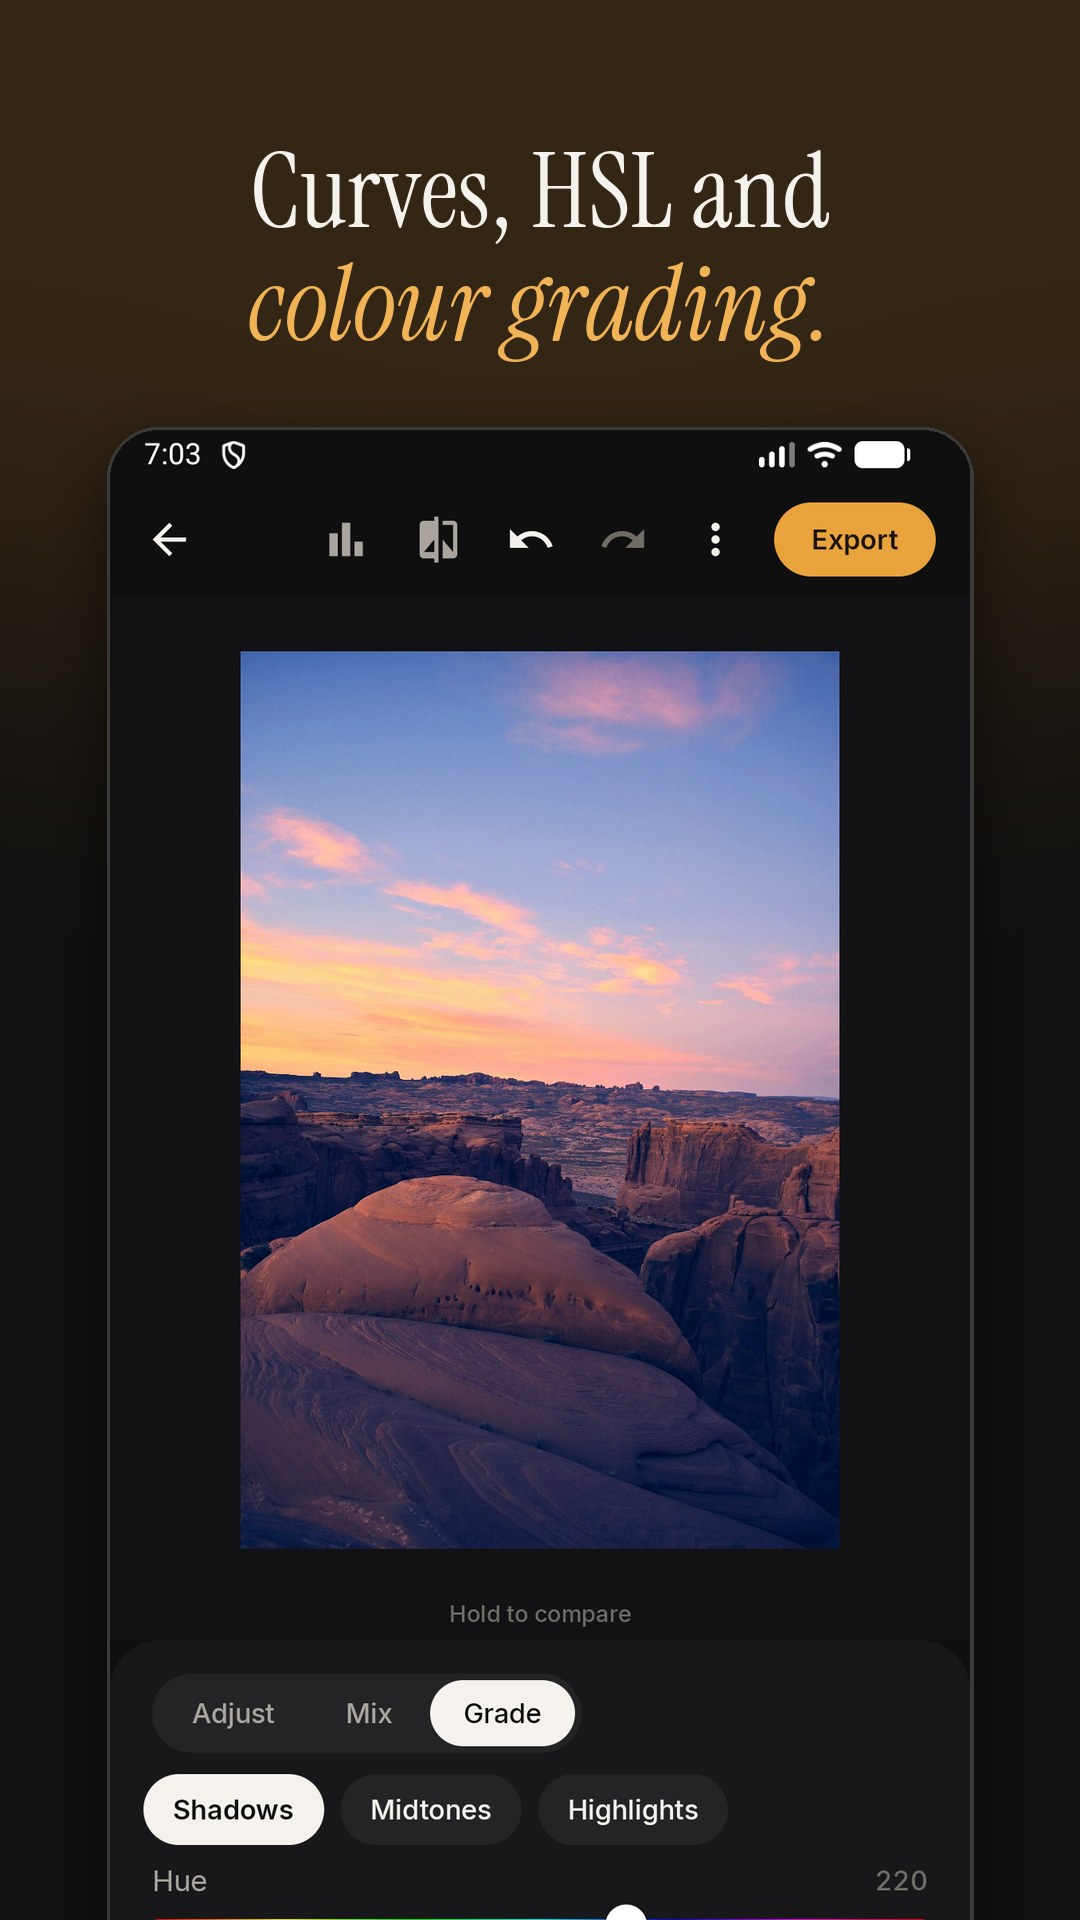 Curves, HSL and
colour grading.
7:03
Export
Hold to compare
Adjust Mix Grade
Shadows Midtones Highlights
Hue 220